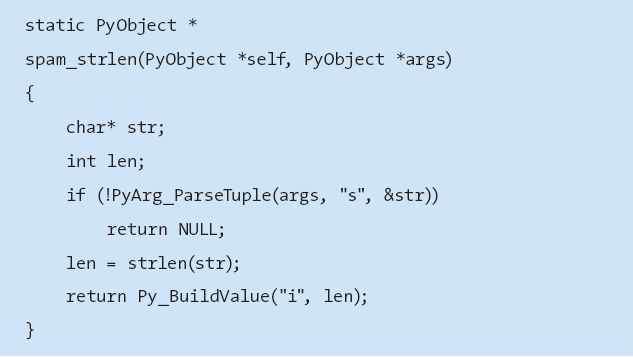 static PyObject *
spam_strlen(PyObject *self, PyObject *args)
{
    char* str;
    int len;
    if (!PyArg_ParseTuple(args, "s", &str))
        return NULL;
    len = strlen(str);
    return Py_BuildValue("i", len);
}